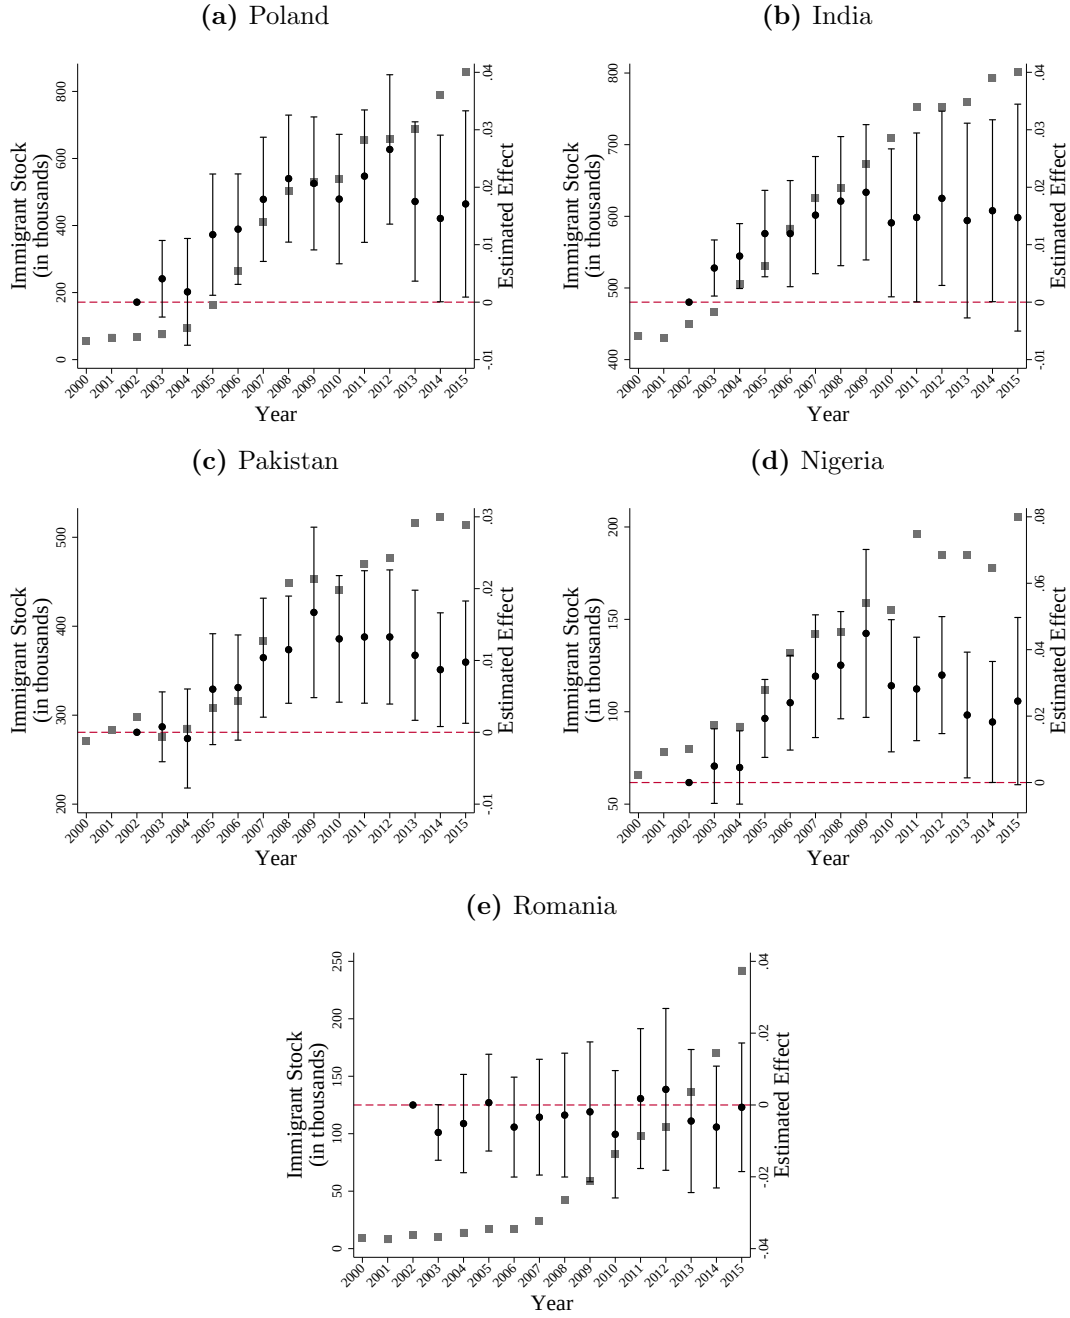 (a) Poland
Immigrant Stock
(in thousands)
0 200 400 600 800
-.01 0 .01 .02 .03 .04
Estimated Effect
2000 2001 2002 2003 2004 2005 2006 2007 2008 2009 2010 2011 2012 2013 2014 2015
Year
(b) India
Immigrant Stock
(in thousands)
400 500 600 700 800
-.01 0 .01 .02 .03 .04
Estimated Effect
2000 2001 2002 2003 2004 2005 2006 2007 2008 2009 2010 2011 2012 2013 2014 2015
Year
(c) Pakistan
Immigrant Stock
(in thousands)
200 300 400 500
-.01 0 .01 .02 .03
Estimated Effect
2000 2001 2002 2003 2004 2005 2006 2007 2008 2009 2010 2011 2012 2013 2014 2015
Year
(d) Nigeria
Immigrant Stock
(in thousands)
50 100 150 200
0 .02 .04 .06 .08
Estimated Effect
2000 2001 2002 2003 2004 2005 2006 2007 2008 2009 2010 2011 2012 2013 2014 2015
Year
(e) Romania
Immigrant Stock
(in thousands)
0 50 100 150 200 250
-.04 -.02 0 .02 .04
Estimated Effect
2000 2001 2002 2003 2004 2005 2006 2007 2008 2009 2010 2011 2012 2013 2014 2015
Year